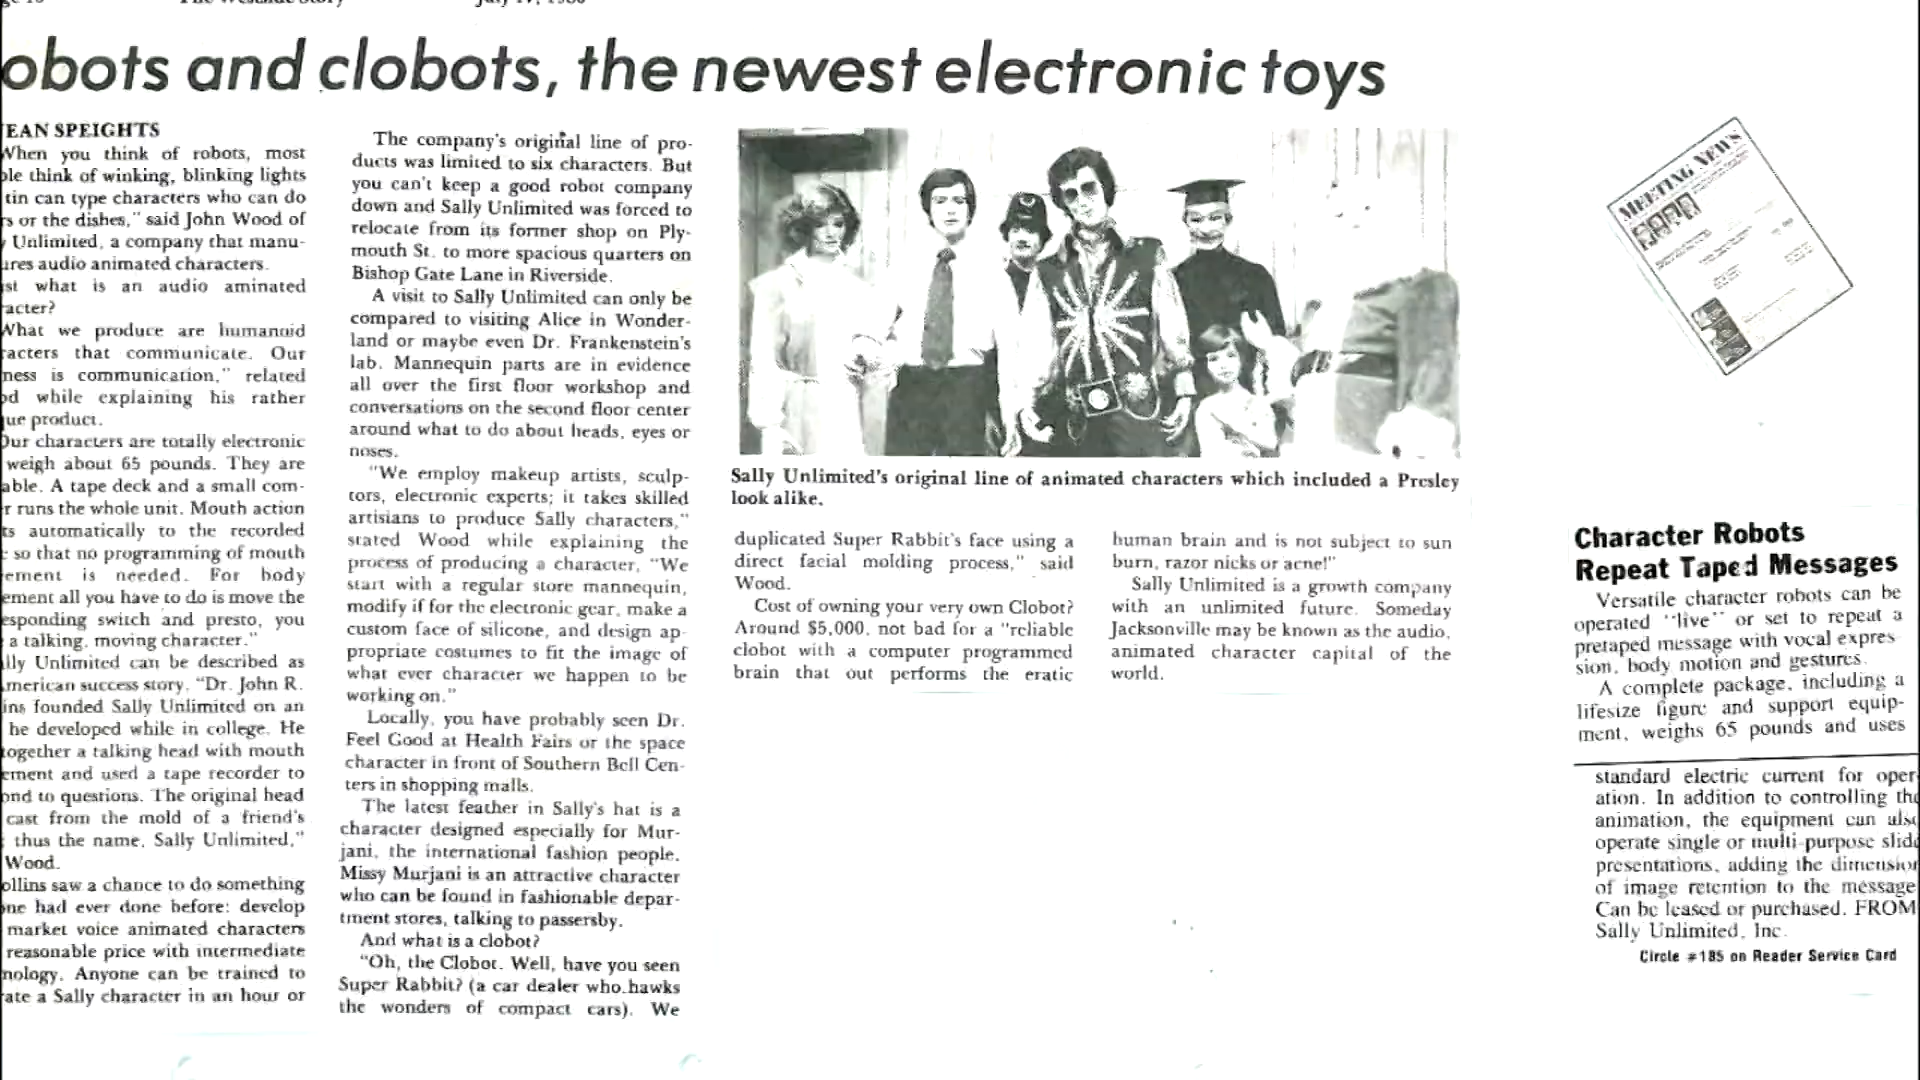 The Westside Story
obots and clobots, the newest electronic toys
EAN SPEIGHTS
When you think of robots, most
ple think of winking, blinking lights
tin can type characters who can do
rs or the dishes," said John Wood of
Unlimited, a company that manu-
ures audio animated characters.
st what is an audio aminated
acter?
What we produce are humanoid
racters that communicate. Our
ness is communication," related
od while explaining his rather
ue product.
Our characters are totally electronic
weigh about 65 pounds. They are
able. A tape deck and a small com-
r runs the whole unit. Mouth action
ts automatically to the recorded
so that no programming of mouth
ement is needed. For body
ement all you have to do is move the
esponding switch and presto, you
a talking, moving character."
lly Unlimited can be described as
merican success story. "Dr. John R.
ins founded Sally Unlimited on an
he developed while in college. He
together a talking head with mouth
ement and used a tape recorder to
ond to questions. The original head
cast from the mold of a friend's
thus the name, Sally Unlimited,"
Wood.
ollins saw a chance to do something
one had ever done before: develop
market voice animated characters
reasonable price with intermediate
nology. Anyone can be trained to
ate a Sally character in an hour or
The company's original line of pro-
ducts was limited to six characters. But
you can't keep a good robot company
down and Sally Unlimited was forced to
relocate from its former shop on Ply-
mouth St. to more spacious quarters on
Bishop Gate Lane in Riverside.
A visit to Sally Unlimited can only be
compared to visiting Alice in Wonder-
land or maybe even Dr. Frankenstein's
lab. Mannequin parts are in evidence
all over the first floor workshop and
conversations on the second floor center
around what to do about heads, eyes or
noses.
"We employ makeup artists, sculp-
tors, electronic experts; it takes skilled
artisians to produce Sally characters,"
stated Wood while explaining the
process of producing a character, "We
start with a regular store mannequin,
modify if for the electronic gear, make a
custom face of silicone, and design ap-
propriate costumes to fit the image of
what ever character we happen to be
working on."
Locally, you have probably seen Dr.
Feel Good at Health Fairs or the space
character in front of Southern Bell Cen-
ters in shopping malls.
The latest feather in Sally's hat is a
character designed especially for Mur-
jani, the international fashion people.
Missy Murjani is an attractive character
who can be found in fashionable depar-
tment stores, talking to passersby.
And what is a clobot?
"Oh, the Clobot. Well, have you seen
Super Rabbit? (a car dealer who hawks
the wonders of compact cars). We
Sally Unlimited's original line of animated characters which included a Presley
look alike.
duplicated Super Rabbit's face using a
direct facial molding process," said
Wood.
Cost of owning your very own Clobot?
Around $5,000, not bad for a "reliable
clobot with a computer programmed
brain that out performs the eratic
human brain and is not subject to sun
burn, razor nicks or acne!"
Sally Unlimited is a growth company
with an unlimited future. Someday
Jacksonville may be known as the audio,
animated character capital of the
world.
MEETING NEWS
Character Robots
Repeat Taped Messages
Versatile character robots can be
operated "live" or set to repeat a
pretaped message with vocal expres-
sion, body motion and gestures.
A complete package, including a
lifesize figure and support equip-
ment, weighs 65 pounds and uses
standard electric current for oper-
ation. In addition to controlling the
animation, the equipment can also
operate single or multi-purpose slide
presentations, adding the dimension
of image retention to the message.
Can be leased or purchased. FROM
Sally Unlimited, Inc.
Circle #185 on Reader Service Card